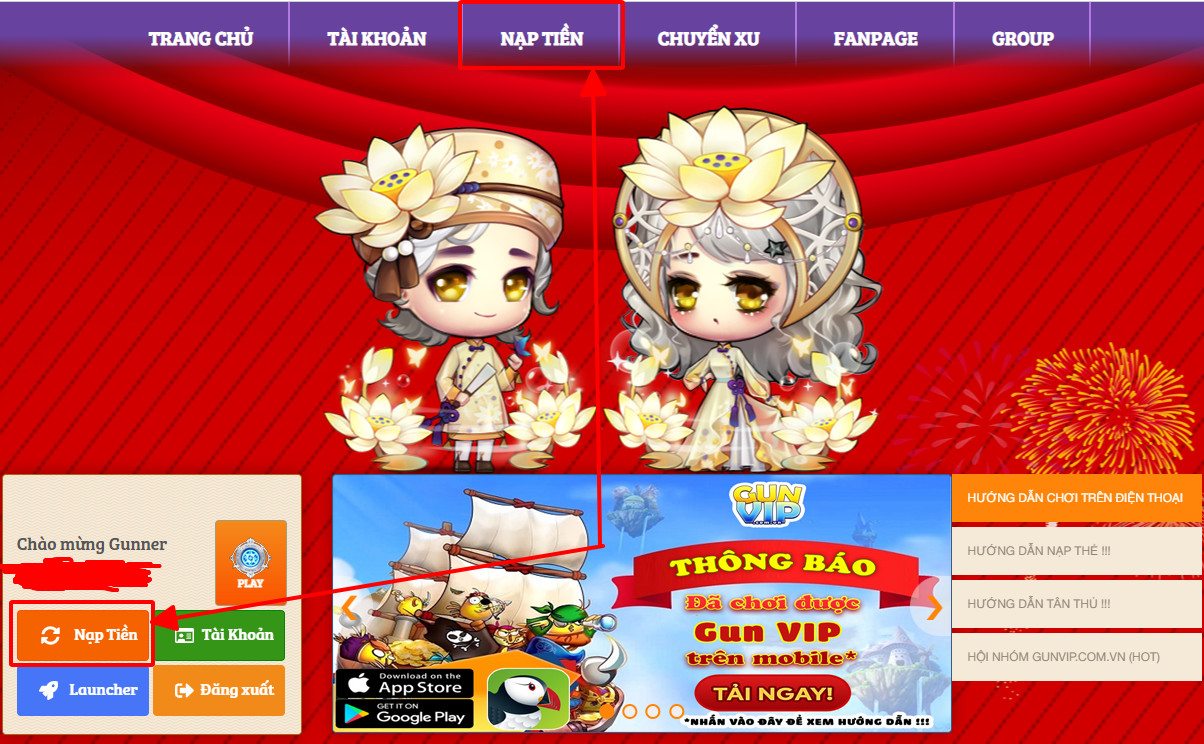 TRANG CHỦ
TÀI KHOẢN
NẠP TIỀN
CHUYỂN XU
FANPAGE
GROUP
Chào mừng Gunner
PLAY
Nạp Tiền
Tài Khoản
Launcher
Đăng xuất
GUN
VIP
.com.vn
THÔNG BÁO
Đã chơi được
Gun VIP
trên mobile*
TẢI NGAY!
*NHẤN VÀO ĐÂY ĐỂ XEM HƯỚNG DẪN !!!
Download on the
App Store
GET IT ON
Google Play
HƯỚNG DẪN CHƠI TRÊN ĐIỆN THOẠI
HƯỚNG DẪN NẠP THẺ !!!
HƯỚNG DẪN TÂN THỦ !!!
HỘI NHÓM GUNVIP.COM.VN (HOT)